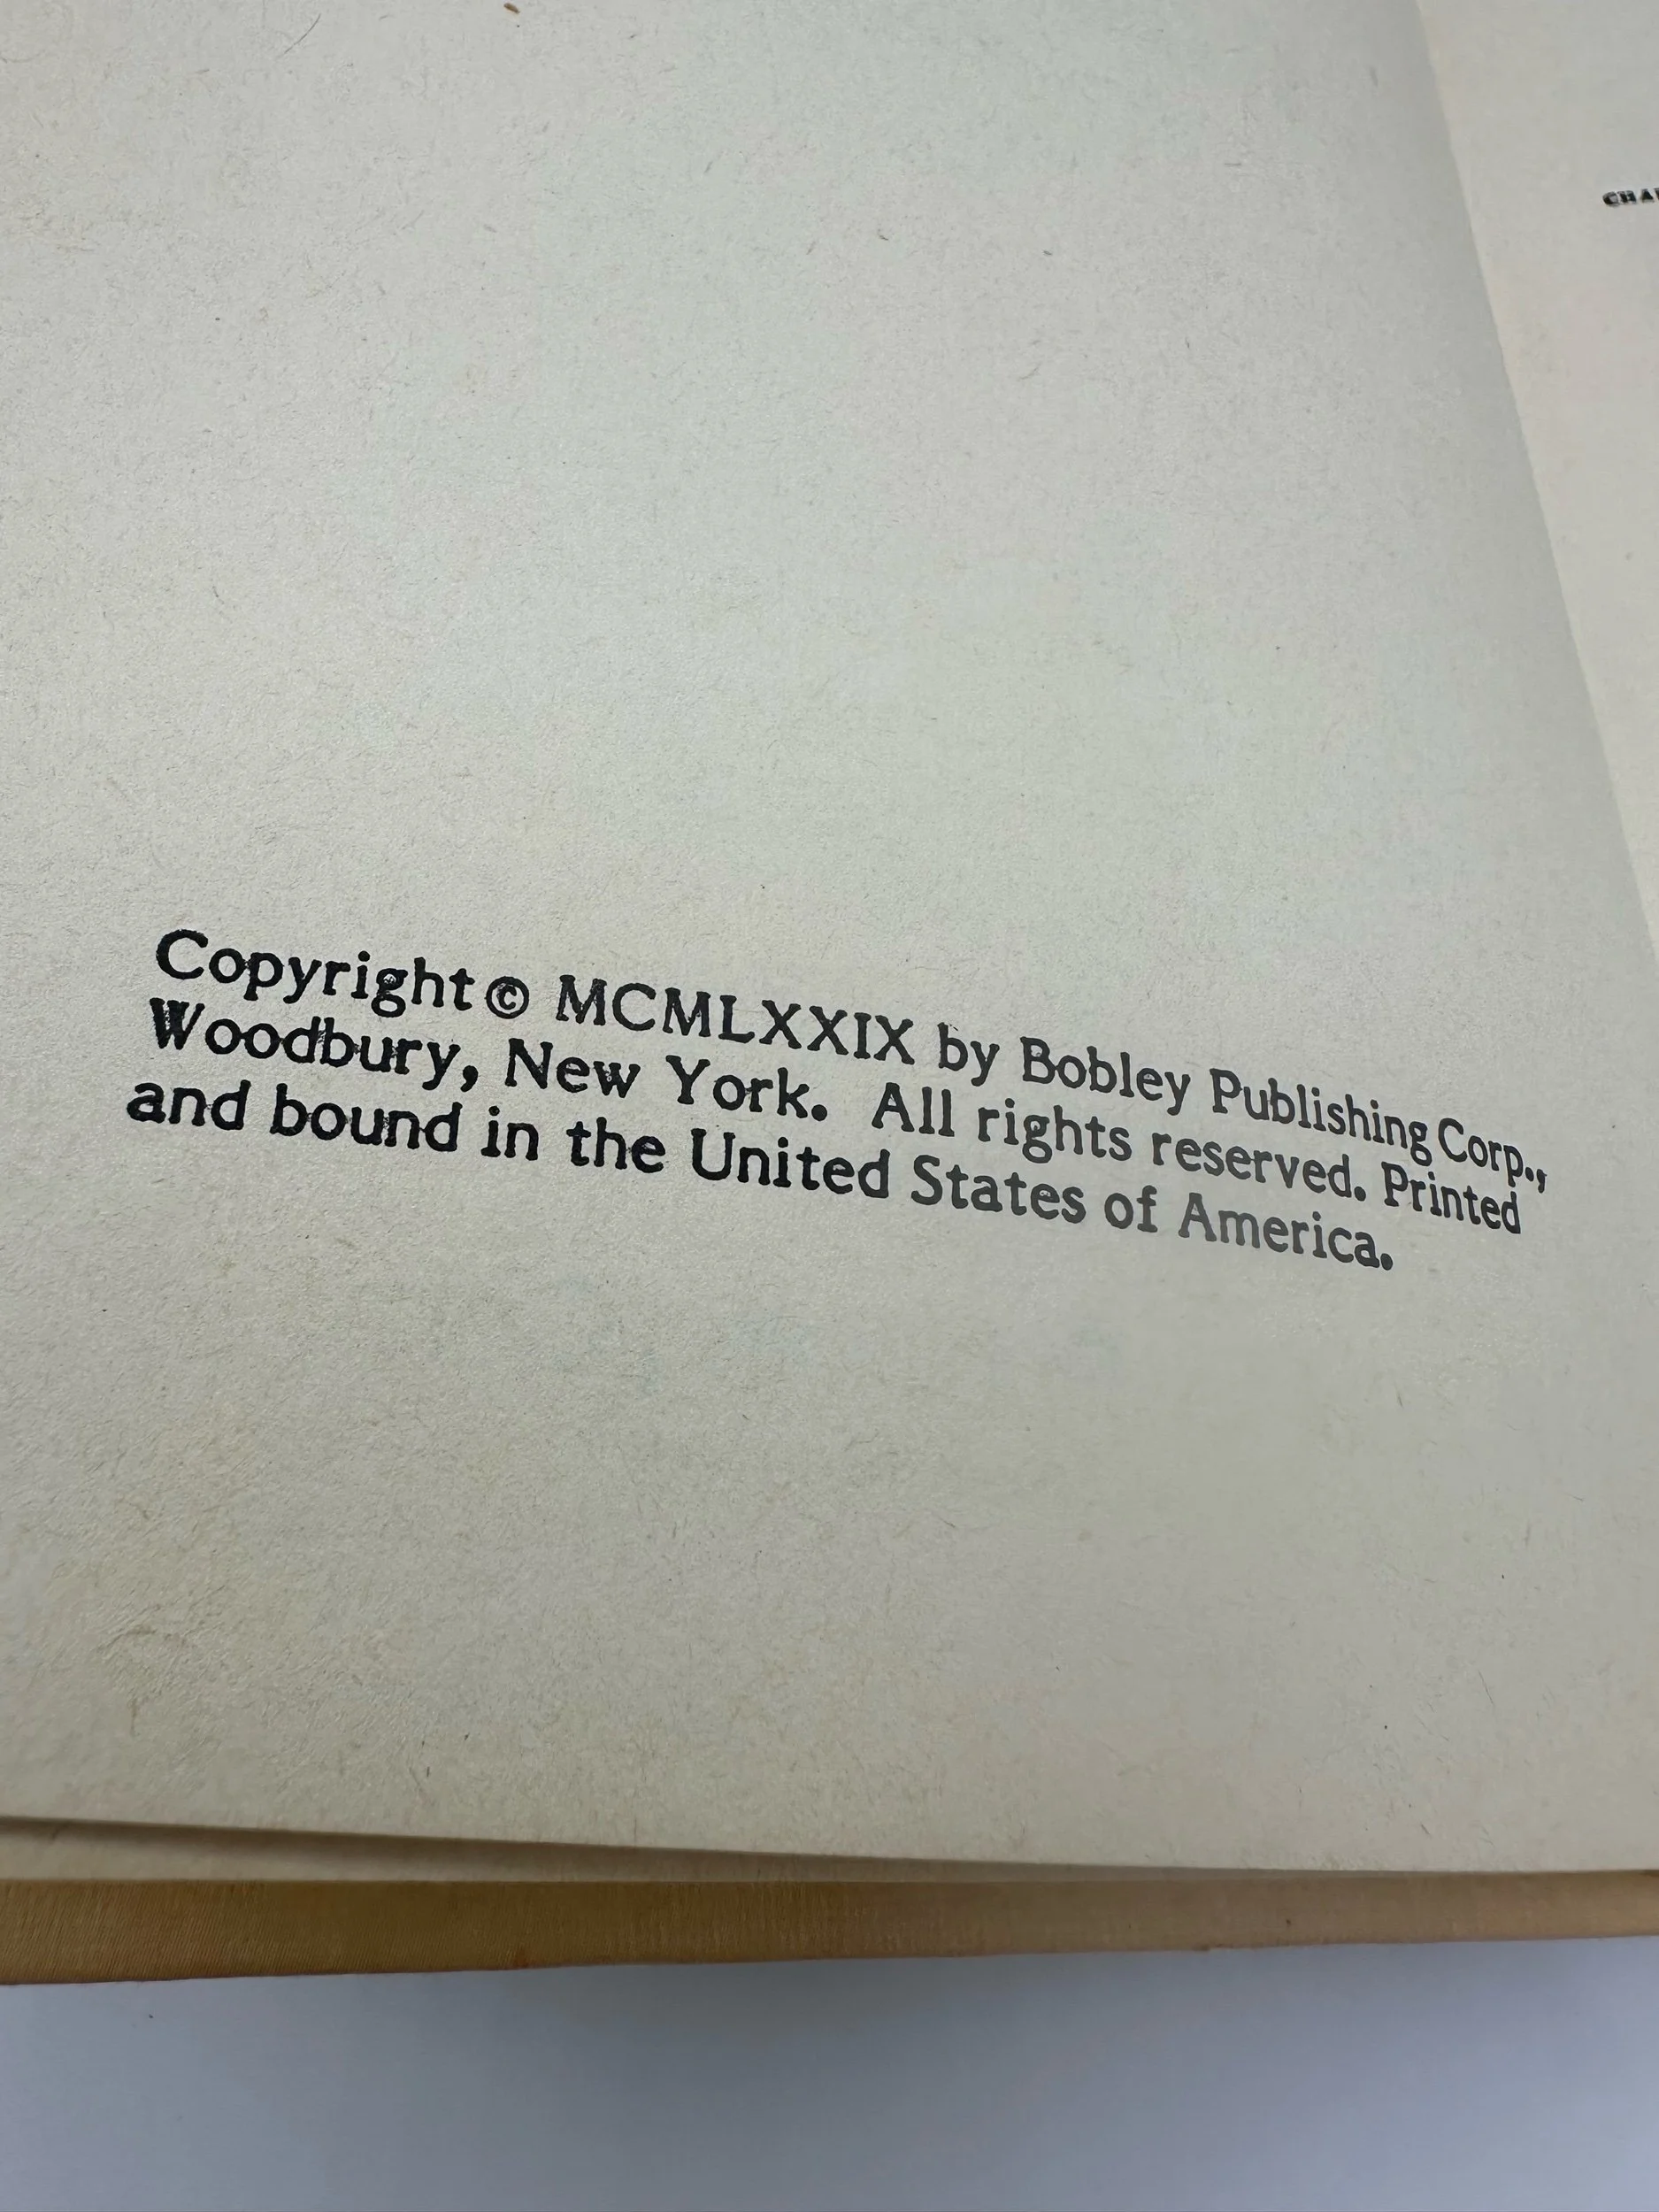 Copyright © MCMLXXIX by Bobley Publishing Corp.,
Woodbury, New York. All rights reserved. Printed
and bound in the United States of America.